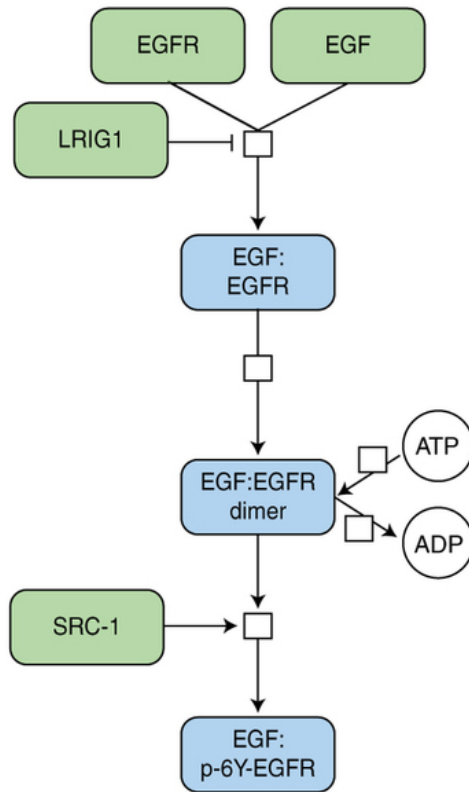 EGFR
EGF
LRIG1
EGF:
EGFR
ATP
EGF:EGFR
dimer
ADP
SRC-1
EGF:
p-6Y-EGFR